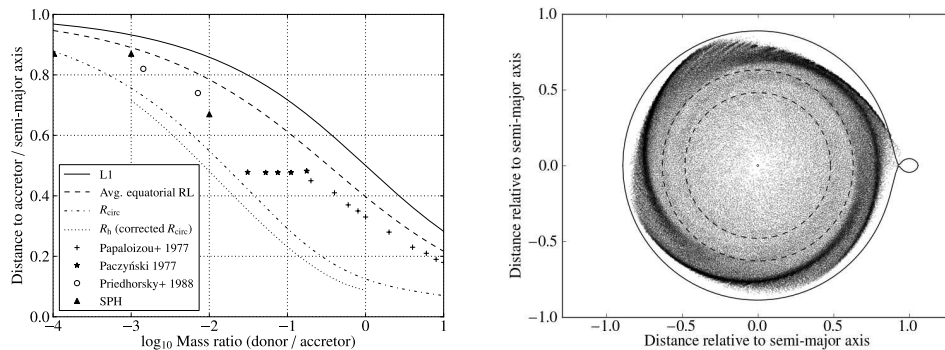 1.0
0.8
0.6
0.4
0.2
0.0
Distance to accretor / semi-major axis
L1
Avg. equatorial RL
Rcirc
Rh (corrected Rcirc)
Papaloizou+ 1977
Paczyński 1977
Priedhorsky+ 1988
SPH
−4 −3 −2 −1 0 1
log10 Mass ratio (donor / accretor)
1.0
0.5
0.0
−0.5
−1.0
Distance relative to semi-major axis
−1.0 −0.5 0.0 0.5 1.0
Distance relative to semi-major axis